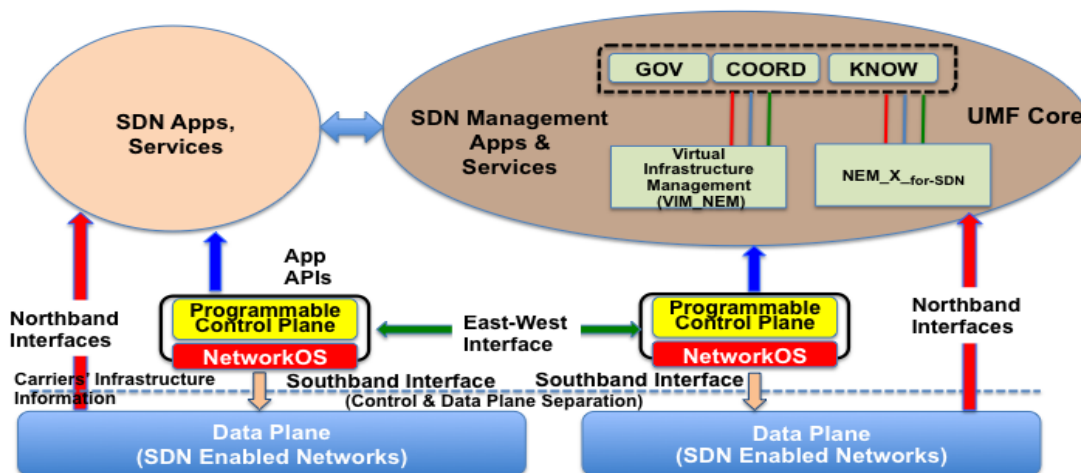 GOV
COORD
KNOW
SDN Apps,
Services
SDN Management
Apps &
Services
UMF Core
Virtual
Infrastructure
Management
(VIM_NEM)
NEM_X_for-SDN
App
APIs
Northband
Interfaces
Programmable
Control Plane
NetworkOS
East-West
Interface
Programmable
Control Plane
NetworkOS
Northband
Interfaces
Carriers' Infrastructure
Information
Southband Interface
Southband Interface
(Control & Data Plane Separation)
Data Plane
(SDN Enabled Networks)
Data Plane
(SDN Enabled Networks)